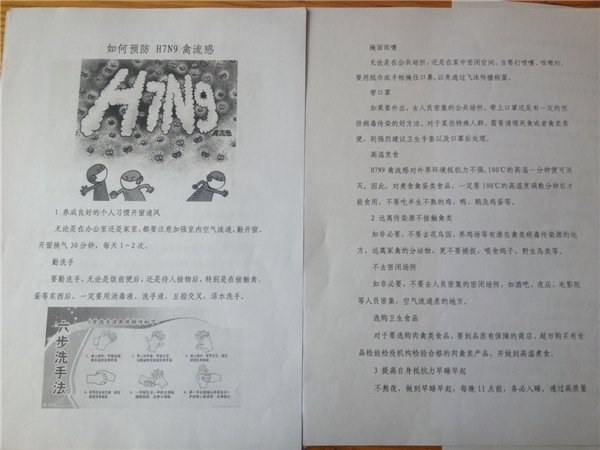 如何预防 H7N9 禽流感
H7N9
禽流感
1 养成良好的个人习惯开窗通风
无论是在办公室还是家里,都要注意加强室内空气流通,勤开窗、
开窗换气 30 分钟,每天 1-2 次。
勤洗手
要勤洗手,无论是饭前便后,还是待人接物后,特别是在接触禽、
蛋等东西后,一定要用消毒液、洗手液,五指交叉,活水洗手。
六步洗手法
掩面而嚏
无论是在公共场所,还是在家中密闭空间,当要打喷嚏、咳嗽时,
要用纸巾或手帕掩住口鼻,以免通过飞沫传播病菌。
带口罩
如果要外出,去人员密集的公共场所,带上口罩还是有一定的预
防病毒传染的好方法。对于某些特殊人群,需要清理死禽或者禽类粪
便,则强烈建议卫生手套以及口罩后处理。
高温烹食
H7N9 禽流感对外界环境抵抗力不强,100℃的高温一分钟便可消
灭。因此,对煮食禽蛋类食品,一定要 100℃的高温烹调数分钟后才
能食用,不要吃半生不熟的鸡、鸭、鹅及鸡蛋等。
2 远离传染源不接触禽类
如非必要,不要去花鸟园、养鸡场等有潜在禽类病毒传染源的地
方。远离家禽的分泌物,更不要捕捉、喂食鸽子、野生鸟类等。
不去密闭场所
如非必要,不要去人员密集的密闭场所,如酒吧、夜店、电影院
等人员密集,空气流通差的地方。
选购卫生食品
对于要选购肉禽类食品,要到品质有保障的商店、超市购买有食
品检验检疫机构检验合格的肉禽类产品,并做到高温煮食。
3 提高自身抵抗力早睡早起
不熬夜,做到早睡早起,每晚 11 点前,务必入睡。通过高质量